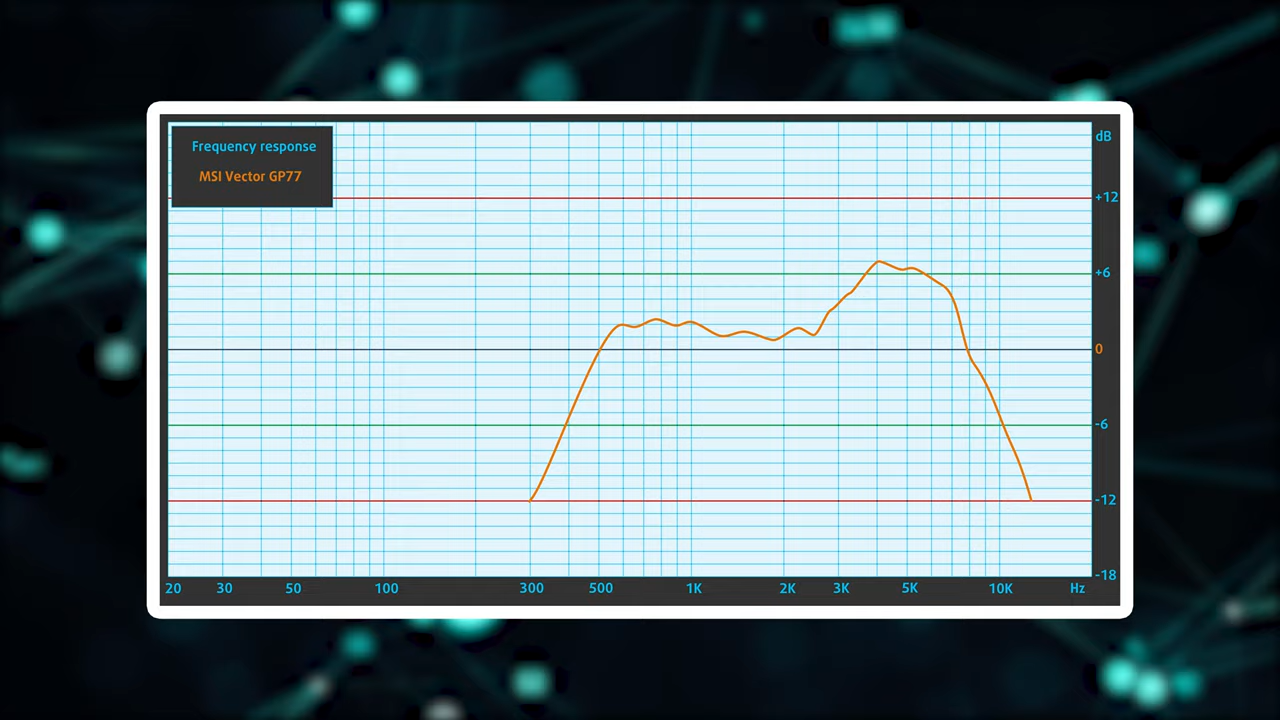 Frequency response
MSI Vector GP77
dB
+12
+6
0
-6
-12
-18
20 30 50 100 300 500 1K 2K 3K 5K 10K Hz